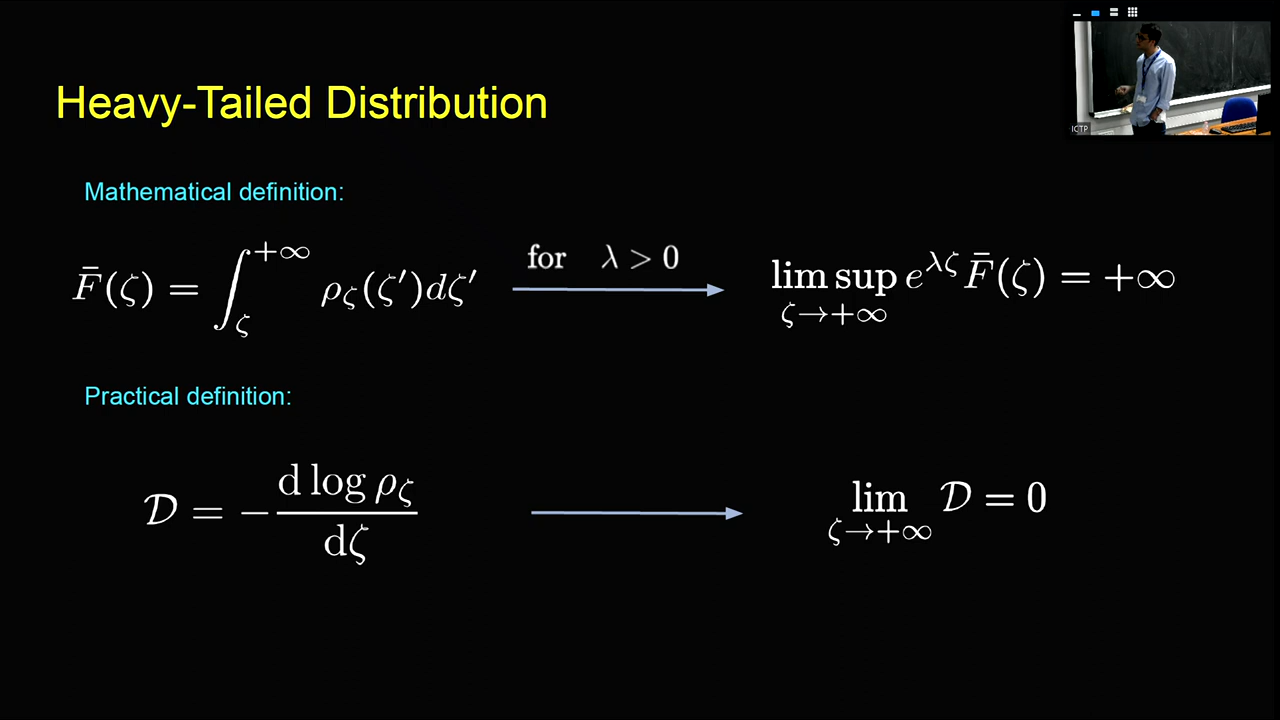 Heavy-Tailed Distribution
ICTP
Mathematical definition:
F̄(ζ) = ∫_ζ^{+∞} ρ_ζ(ζ′)dζ′ for λ > 0 lim sup_{ζ→+∞} e^{λζ} F̄(ζ) = +∞
Practical definition:
𝒟 = − d log ρ_ζ / dζ lim_{ζ→+∞} 𝒟 = 0